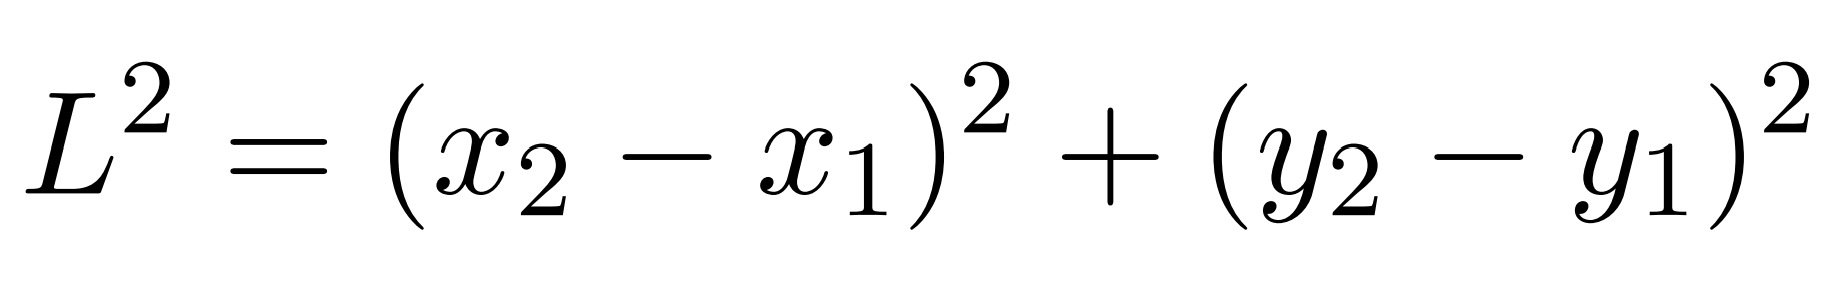 L² = (x₂ − x₁)² + (y₂ − y₁)²